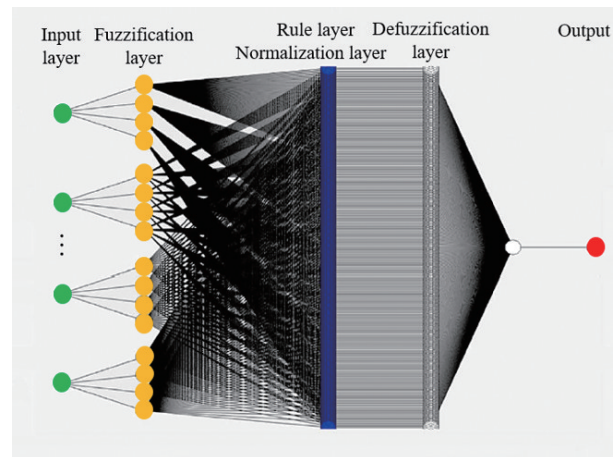 Input layer
Fuzzification layer
Rule layer
Normalization layer
Defuzzification layer
Output